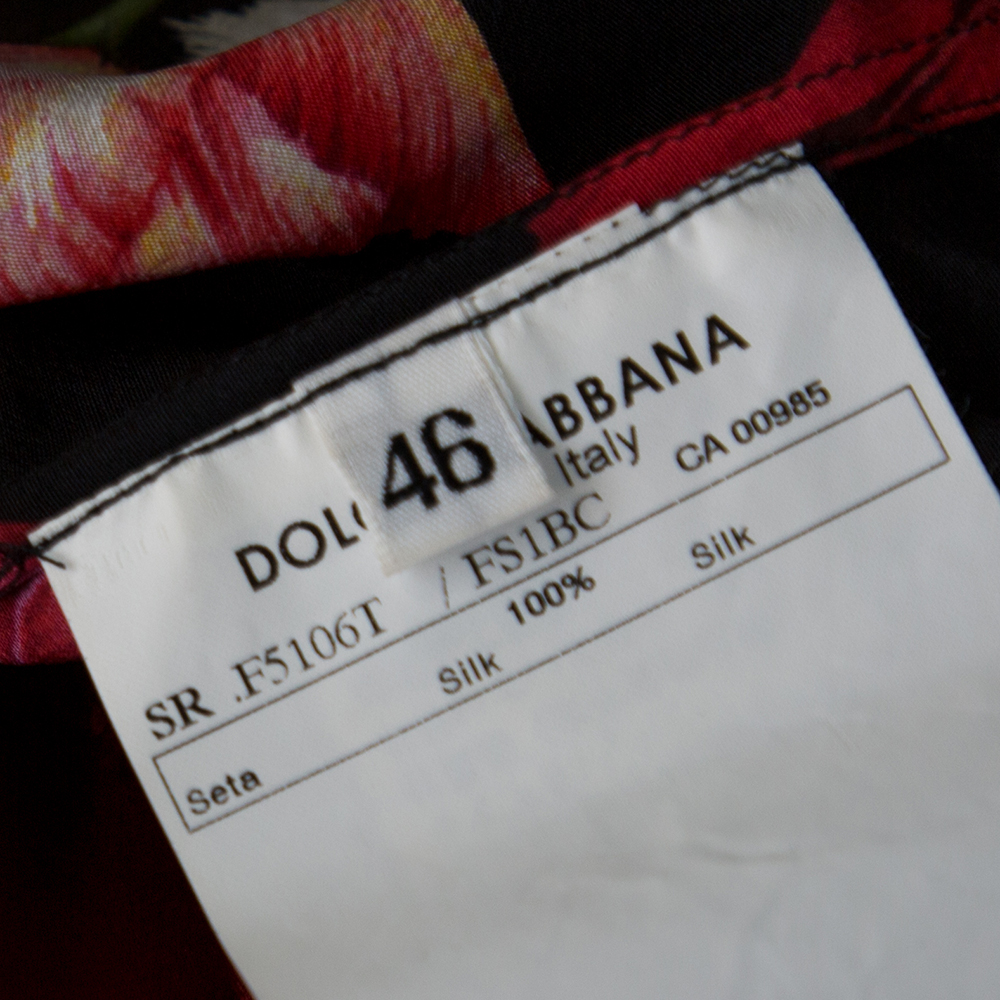 46
DOL ABBANA
Italy CA 00985
SR .F5106T / FS1BC
100%
Seta Silk Silk